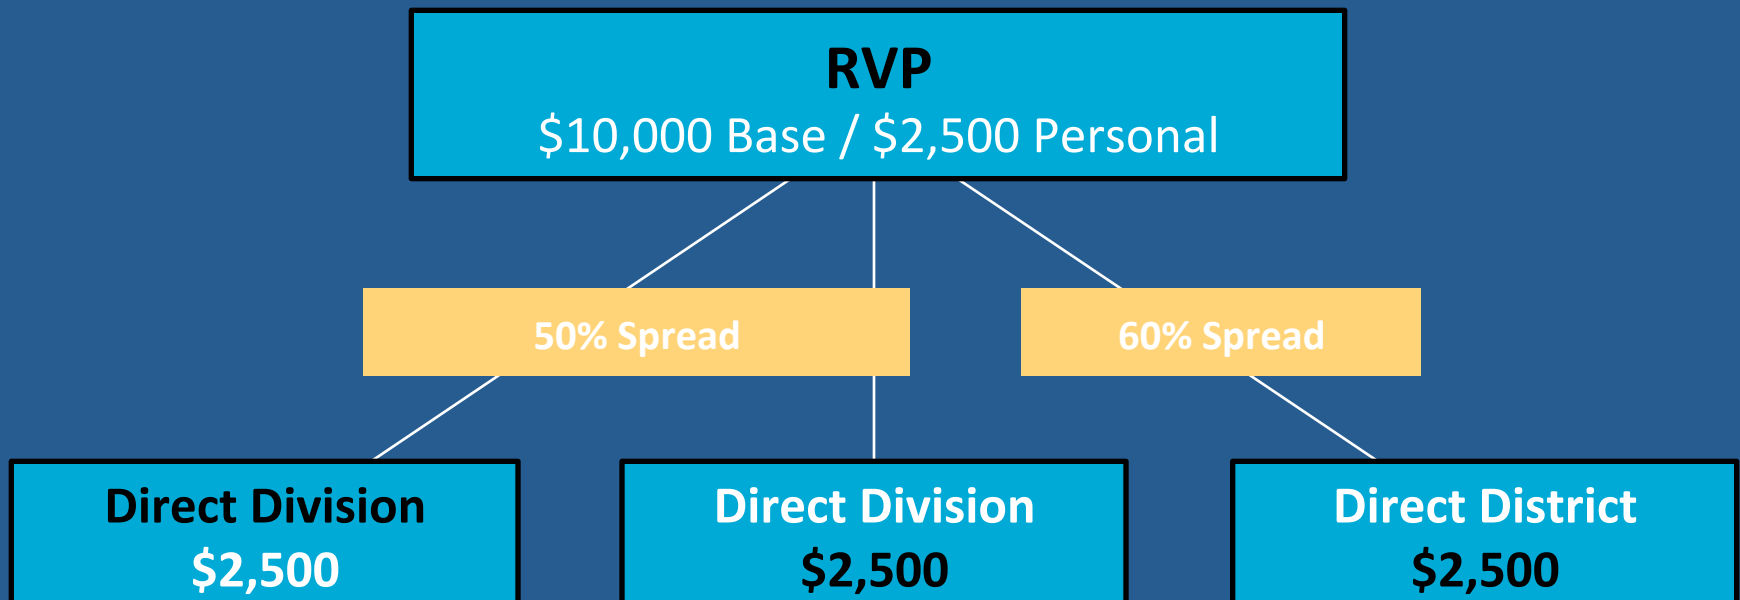 RVP
$10,000 Base / $2,500 Personal
50% Spread
60% Spread
Direct Division
$2,500
Direct Division
$2,500
Direct District
$2,500